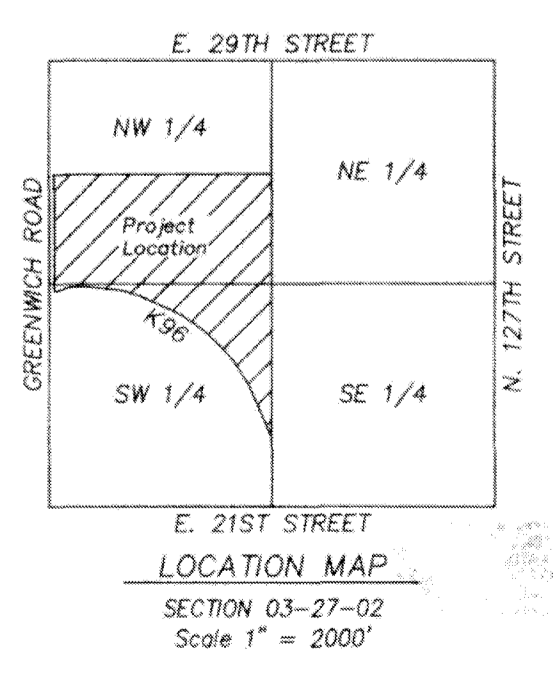 E. 29TH STREET
NW 1/4
NE 1/4
GREENWICH ROAD
Project
Location
N. 127TH STREET
K96
SW 1/4
SE 1/4
E. 21ST STREET
LOCATION MAP
SECTION 03-27-02
Scale 1" = 2000'